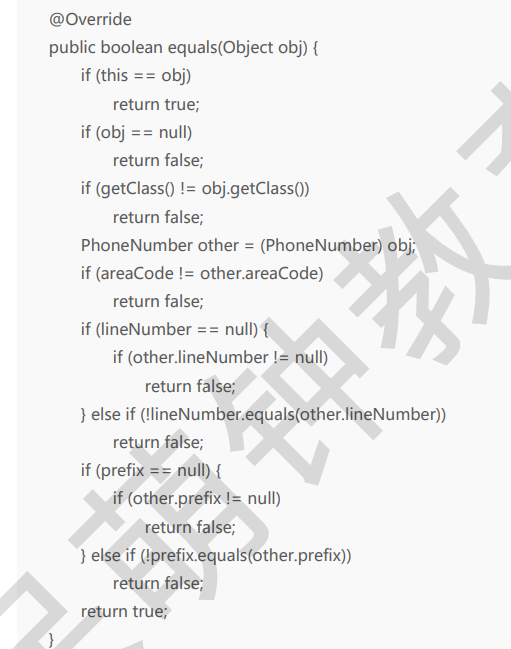 @Override
public boolean equals(Object obj) {
if (this == obj)
return true;
if (obj == null)
return false;
if (getClass() != obj.getClass())
return false;
PhoneNumber other = (PhoneNumber) obj;
if (areaCode != other.areaCode)
return false;
if (lineNumber == null) {
if (other.lineNumber != null)
return false;
} else if (!lineNumber.equals(other.lineNumber))
return false;
if (prefix == null) {
if (other.prefix != null)
return false;
} else if (!prefix.equals(other.prefix))
return false;
return true;
}
萌钟教